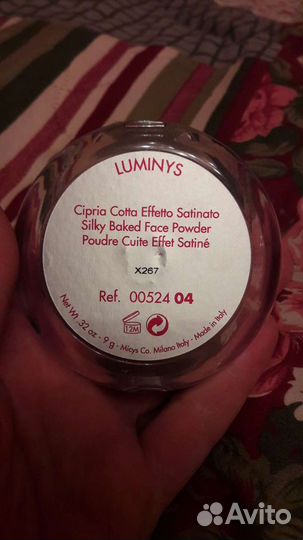 LUMINYS
Cipria Cotta Effetto Satinato
Silky Baked Face Powder
Poudre Cuite Effet Satiné
X267
Ref. 00524 04
12M
Net Wt .32 oz - 9 g - Micys Co. Milano Italy - Made in Italy
Avito